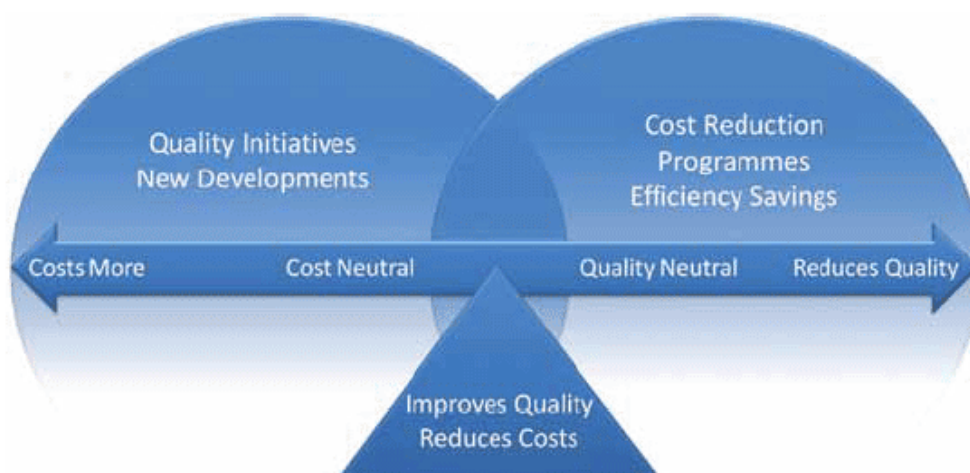 Quality Initiatives
New Developments
Cost Reduction
Programmes
Efficiency Savings
Costs More
Cost Neutral
Quality Neutral
Reduces Quality
Improves Quality
Reduces Costs